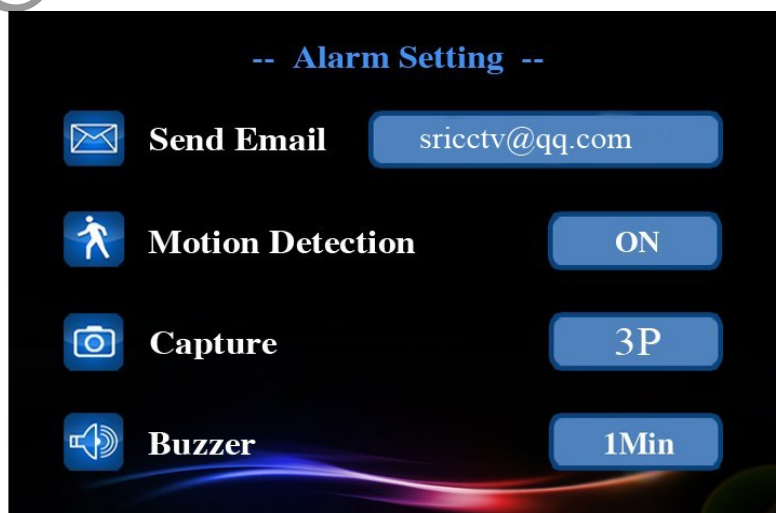 -- Alarm Setting --
Send Email sricctv@qq.com
Motion Detection ON
Capture 3P
Buzzer 1Min